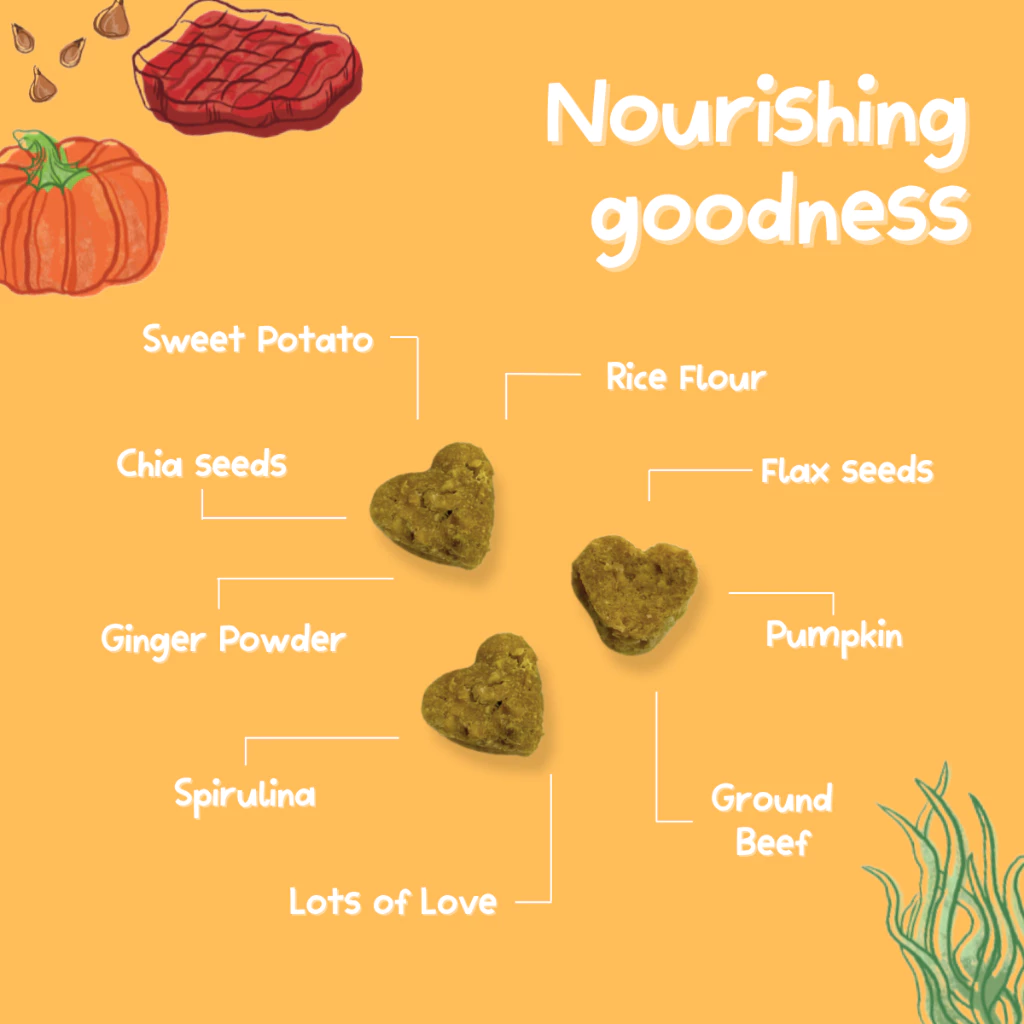 Nourishing
goodness
Sweet Potato
Rice Flour
Chia seeds
Flax seeds
Ginger Powder
Pumpkin
Spirulina
Ground
Beef
Lots of Love